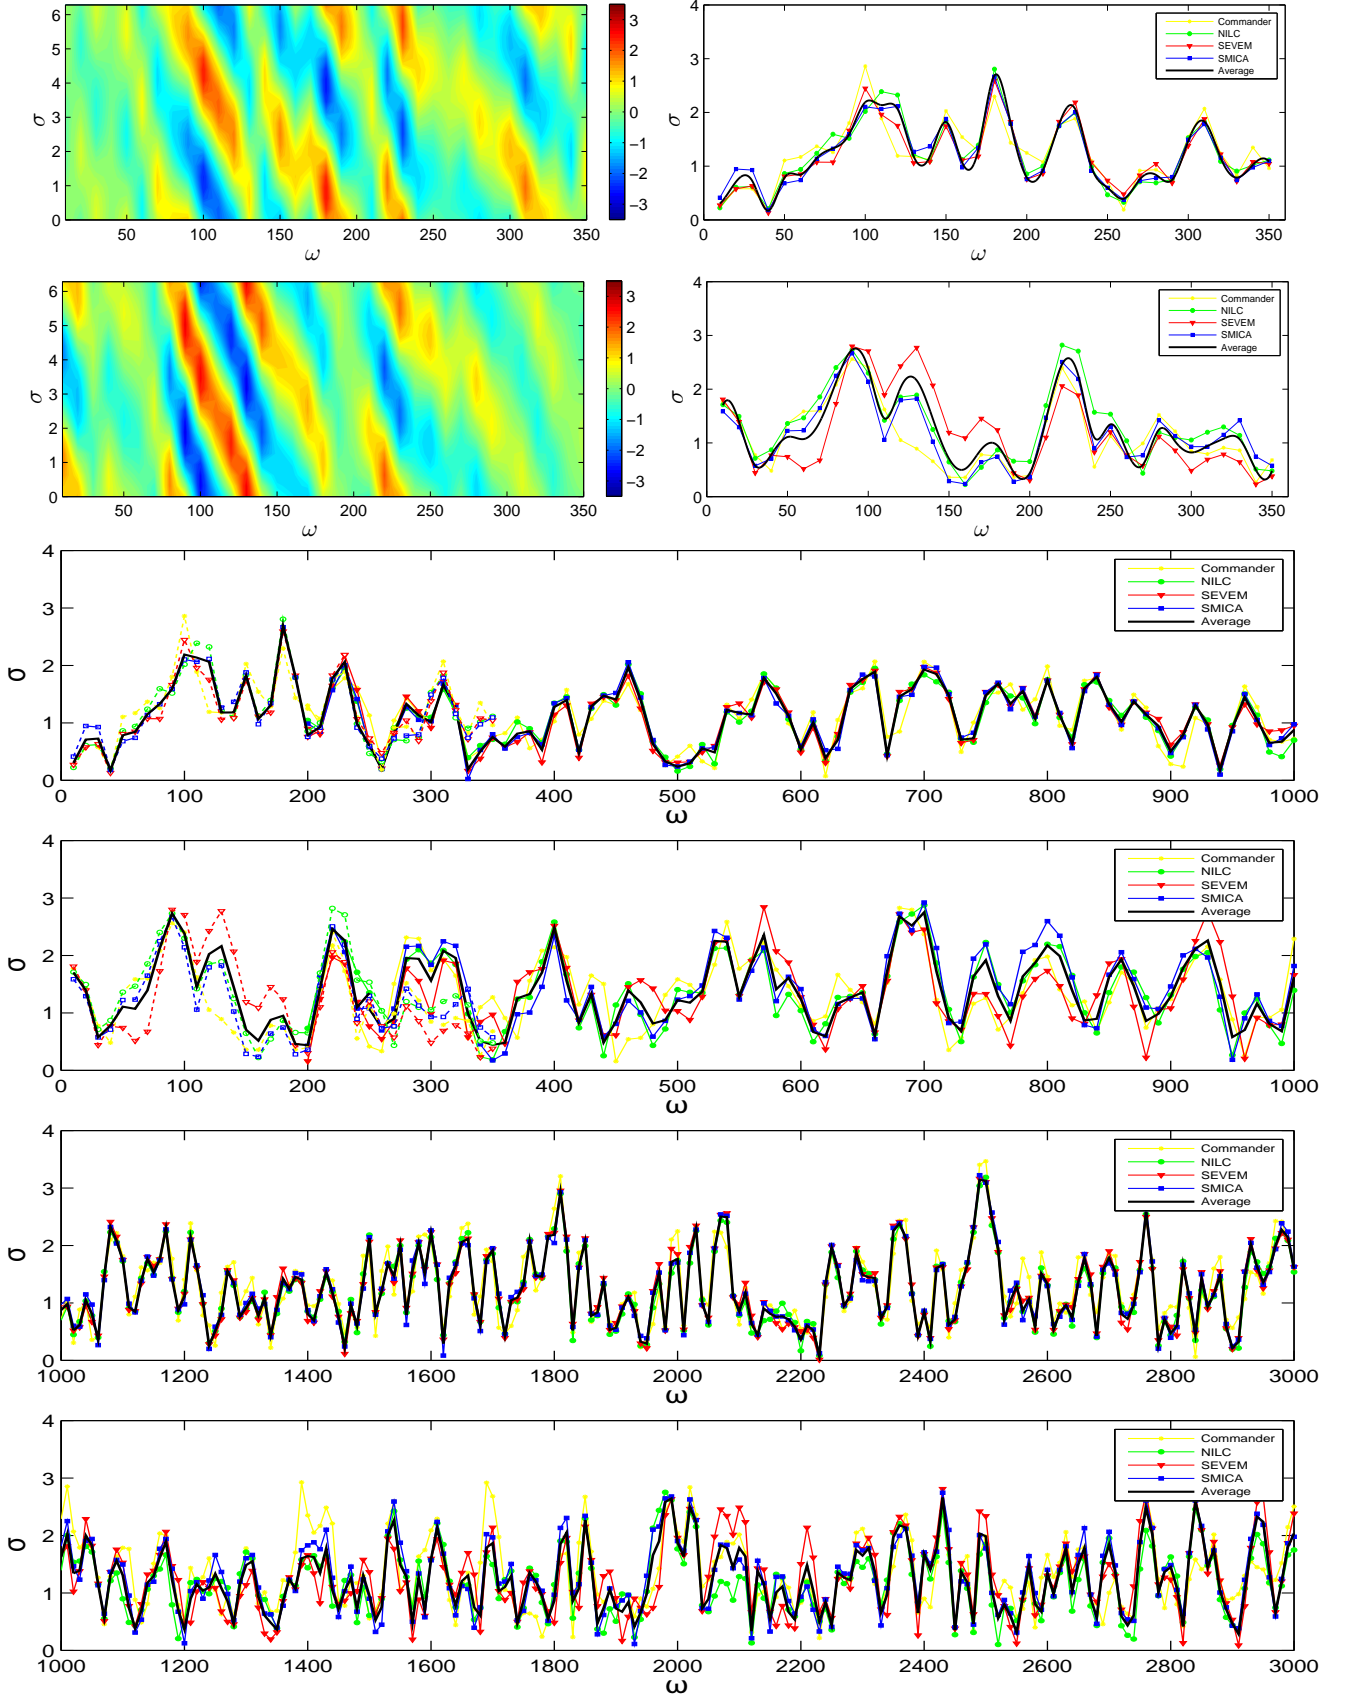 6
5
4
3
2
1
0
σ
50
100
150
200
250
300
350
ω
3
2
1
0
−1
−2
−3
4
3
2
1
0
σ
0
50
100
150
200
250
300
350
ω
Commander
NILC
SEVEM
SMICA
Average
6
5
4
3
2
1
0
σ
50
100
150
200
250
300
350
ω
3
2
1
0
−1
−2
−3
4
3
2
1
0
σ
0
50
100
150
200
250
300
350
ω
Commander
NILC
SEVEM
SMICA
Average
4
3
2
1
0
σ
0 100 200 300 400 500 600 700 800 900 1000
ω
Commander
NILC
SEVEM
SMICA
Average
4
3
2
1
0
σ
0 100 200 300 400 500 600 700 800 900 1000
ω
Commander
NILC
SEVEM
SMICA
Average
4
3
2
1
0
σ
1000 1200 1400 1600 1800 2000 2200 2400 2600 2800 3000
ω
Commander
NILC
SEVEM
SMICA
Average
4
3
2
1
0
σ
1000 1200 1400 1600 1800 2000 2200 2400 2600 2800 3000
ω
Commander
NILC
SEVEM
SMICA
Average